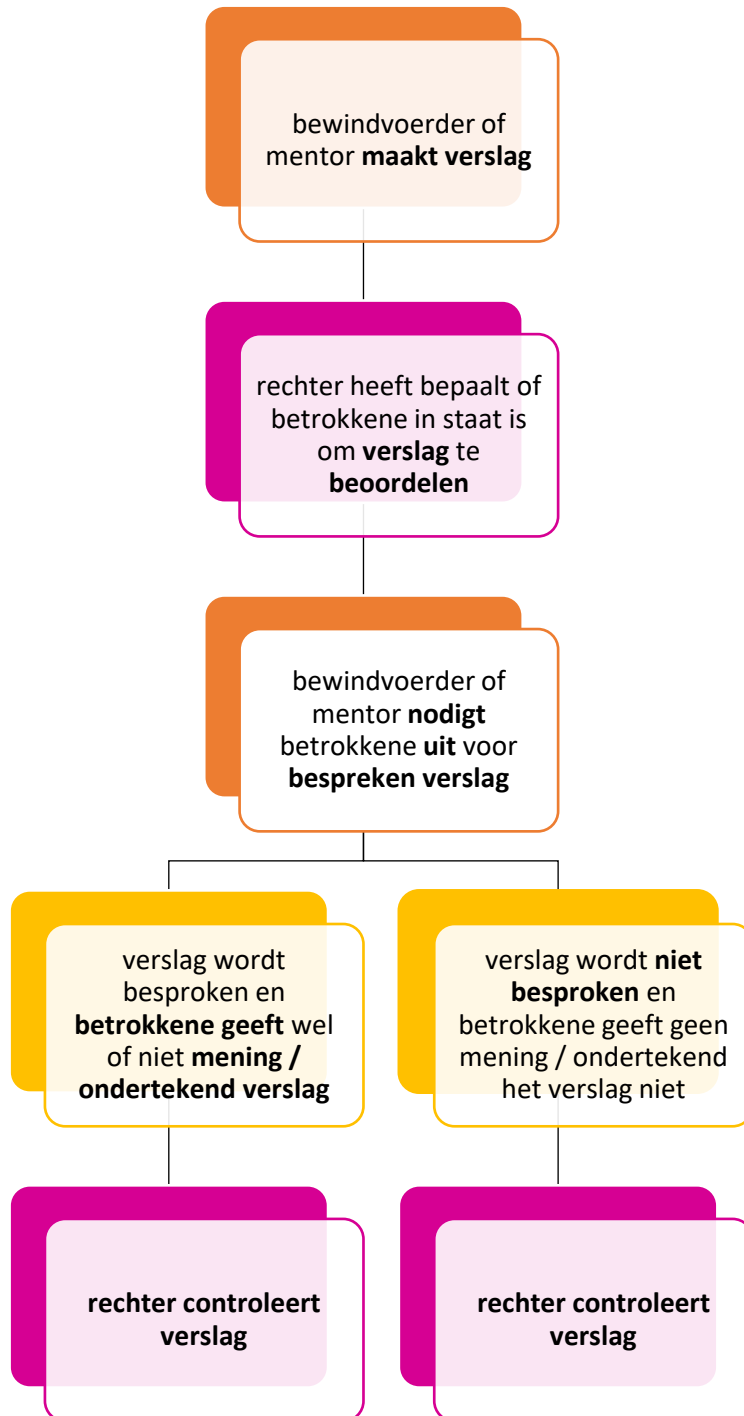 bewindvoerder of
mentor maakt verslag
rechter heeft bepaalt of
betrokkene in staat is
om verslag te
beoordelen
bewindvoerder of
mentor nodigt
betrokkene uit voor
bespreken verslag
verslag wordt
besproken en
betrokkene geeft wel
of niet mening /
ondertekend verslag
verslag wordt niet
besproken en
betrokkene geeft geen
mening / ondertekend
het verslag niet
rechter controleert
verslag
rechter controleert
verslag